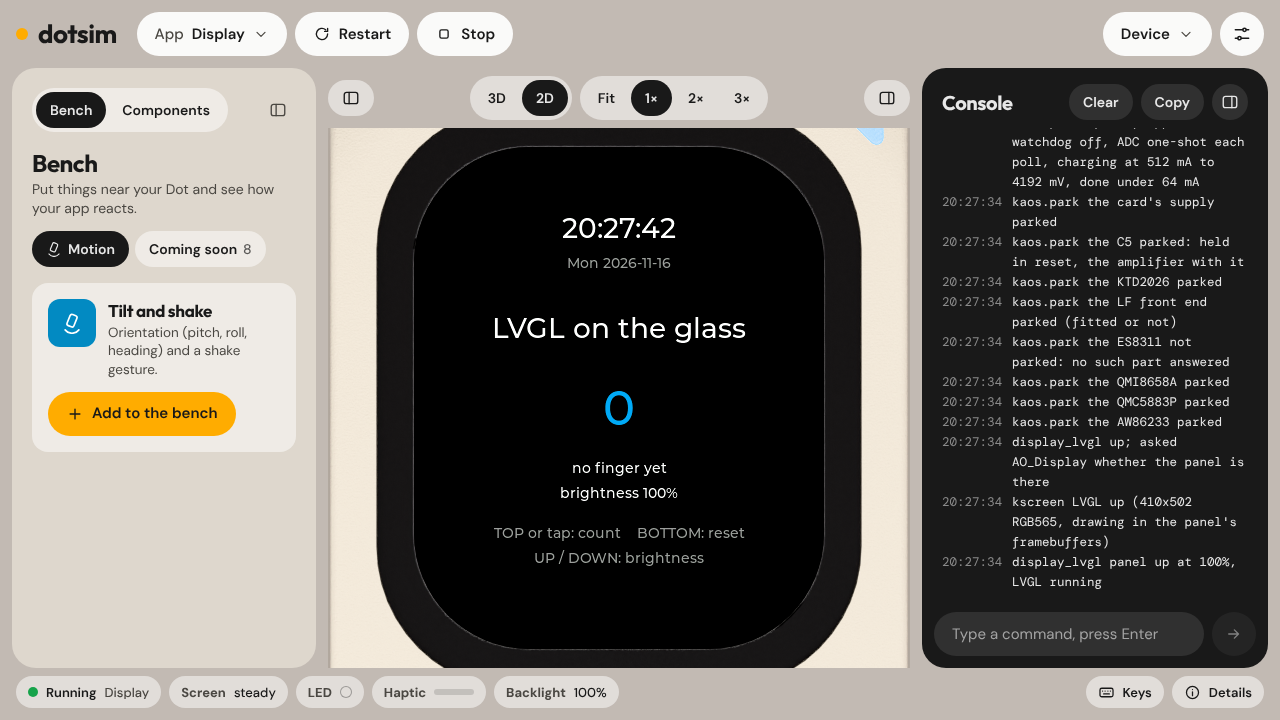 dotsim
App Display
Restart
Stop
Device
Bench
Components
Bench
Put things near your Dot and see how
your app reacts.
Motion
Coming soon 8
Tilt and shake
Orientation (pitch, roll,
heading) and a shake
gesture.
Add to the bench
3D
2D
Fit
1×
2×
3×
20:27:42
Mon 2026-11-16
LVGL on the glass
0
no finger yet
brightness 100%
TOP or tap: count BOTTOM: reset
UP / DOWN: brightness
Console
Clear
Copy
watchdog off, ADC one-shot each
poll, charging at 512 mA to
4192 mV, done under 64 mA
20:27:34 kaos.park the card's supply
parked
20:27:34 kaos.park the C5 parked: held
in reset, the amplifier with it
20:27:34 kaos.park the KTD2026 parked
20:27:34 kaos.park the LF front end
parked (fitted or not)
20:27:34 kaos.park the ES8311 not
parked: no such part answered
20:27:34 kaos.park the QMI8658A parked
20:27:34 kaos.park the QMC5883P parked
20:27:34 kaos.park the AW86233 parked
20:27:34 display_lvgl up; asked
AO_Display whether the panel is
there
20:27:34 kscreen LVGL up (410x502
RGB565, drawing in the panel's
framebuffers)
20:27:34 display_lvgl panel up at 100%,
LVGL running
Type a command, press Enter
Running Display
Screen steady
LED
Haptic
Backlight 100%
Keys
Details